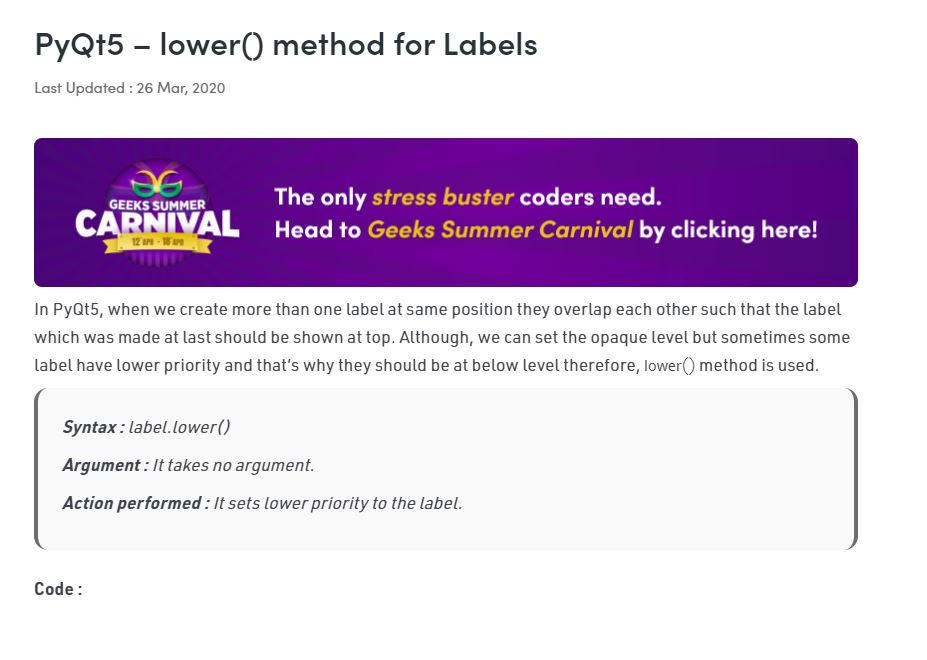 PyQt5 – lower() method for Labels
Last Updated : 26 Mar, 2020
GEEKS SUMMER
CARNIVAL
12 APR - 18 APR
The only stress buster coders need.
Head to Geeks Summer Carnival by clicking here!
In PyQt5, when we create more than one label at same position they overlap each other such that the label
which was made at last should be shown at top. Although, we can set the opaque level but sometimes some
label have lower priority and that's why they should be at below level therefore, lower() method is used.
Syntax : label.lower()
Argument : It takes no argument.
Action performed : It sets lower priority to the label.
Code :